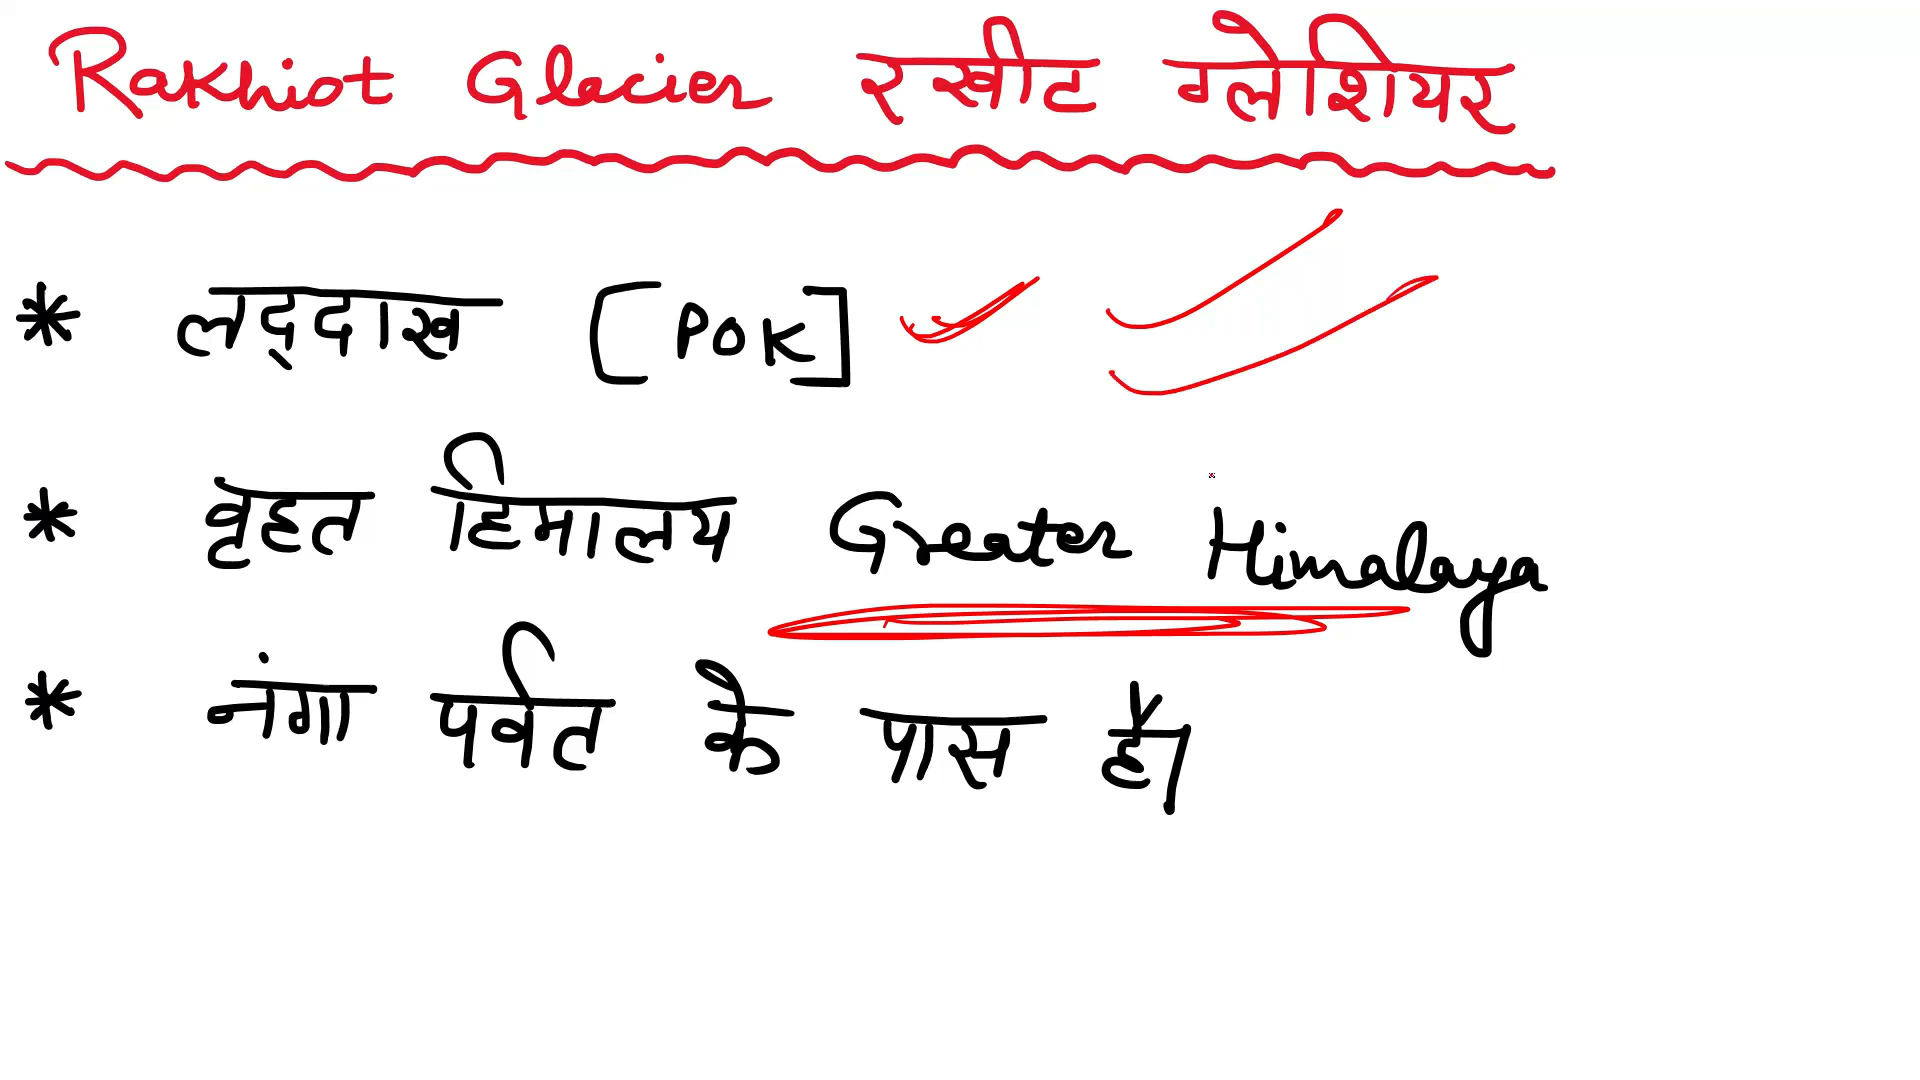 Rakhiot Glacier रखीट ग्लेशियर
* लद्दाख [POK]
* वृहत हिमालय Greater Himalaya
* नंगा पर्वत के पास है।